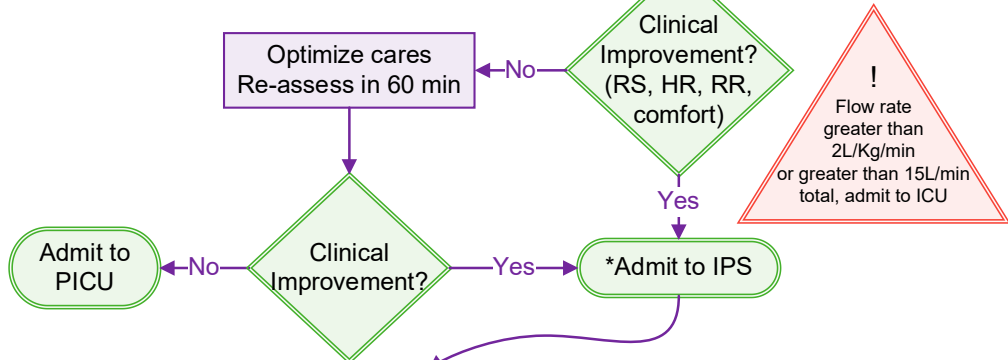 Clinical
Improvement?
(RS, HR, RR,
comfort)
No
Optimize cares
Re-assess in 60 min
!
Flow rate
greater than
2L/Kg/min
or greater than 15L/min
total, admit to ICU
Yes
Admit to
PICU
No
Clinical
Improvement?
Yes
*Admit to IPS